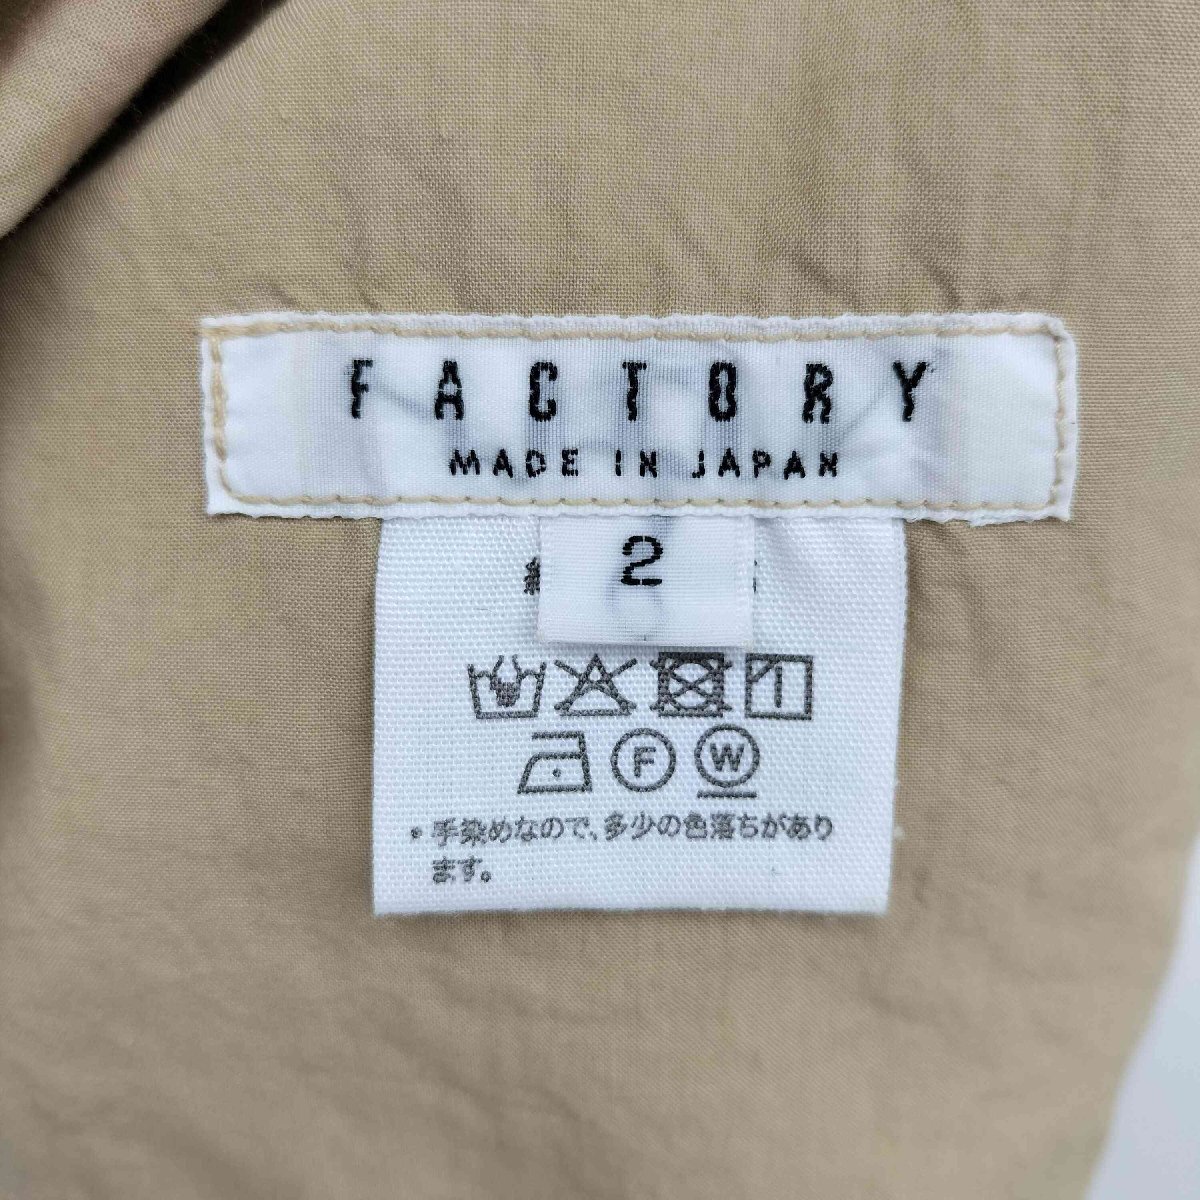 FACTORY
MADE IN JAPAN
2
F W
・手染めなので、多少の色落ちがあり
ます。